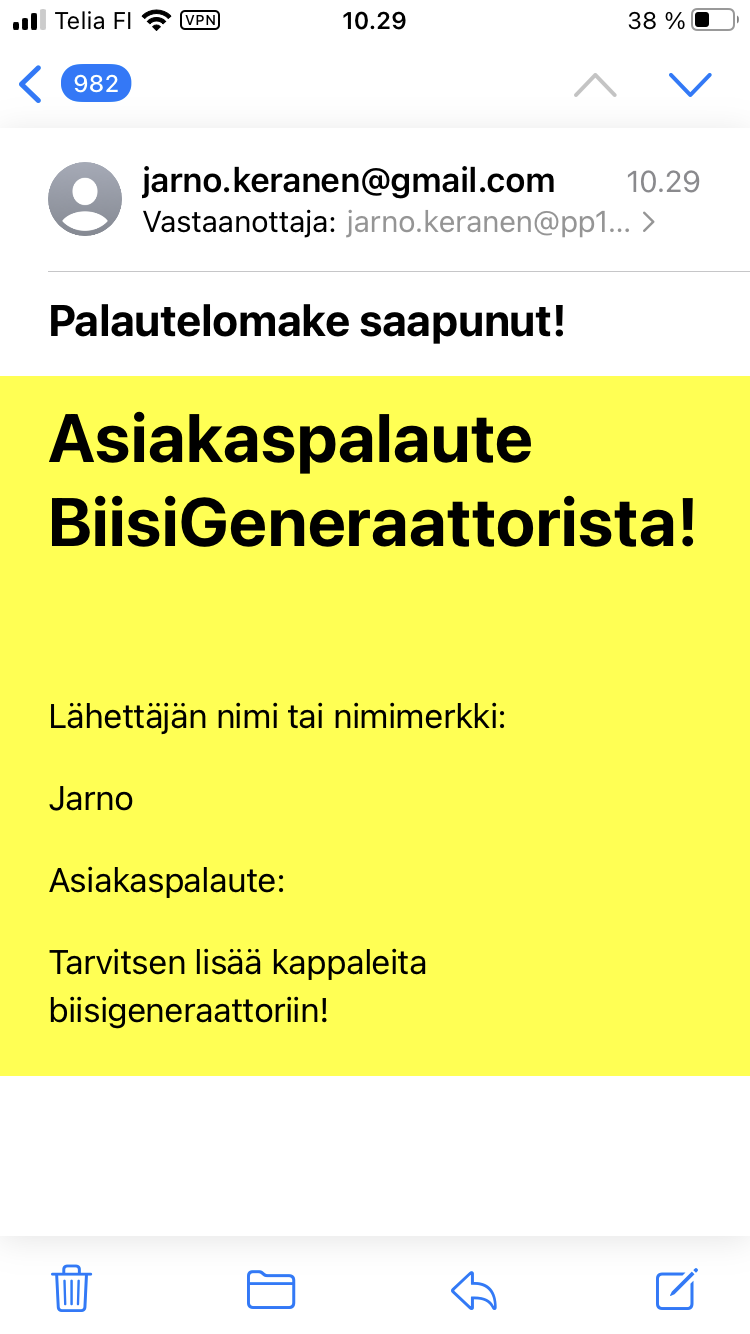 Telia FI VPN 10.29 38 %
982
jarno.keranen@gmail.com 10.29
Vastaanottaja: jarno.keranen@pp1...
Palautelomake saapunut!
Asiakaspalaute
BiisiGeneraattorista!
Lähettäjän nimi tai nimimerkki:
Jarno
Asiakaspalaute:
Tarvitsen lisää kappaleita
biisigeneraattoriin!